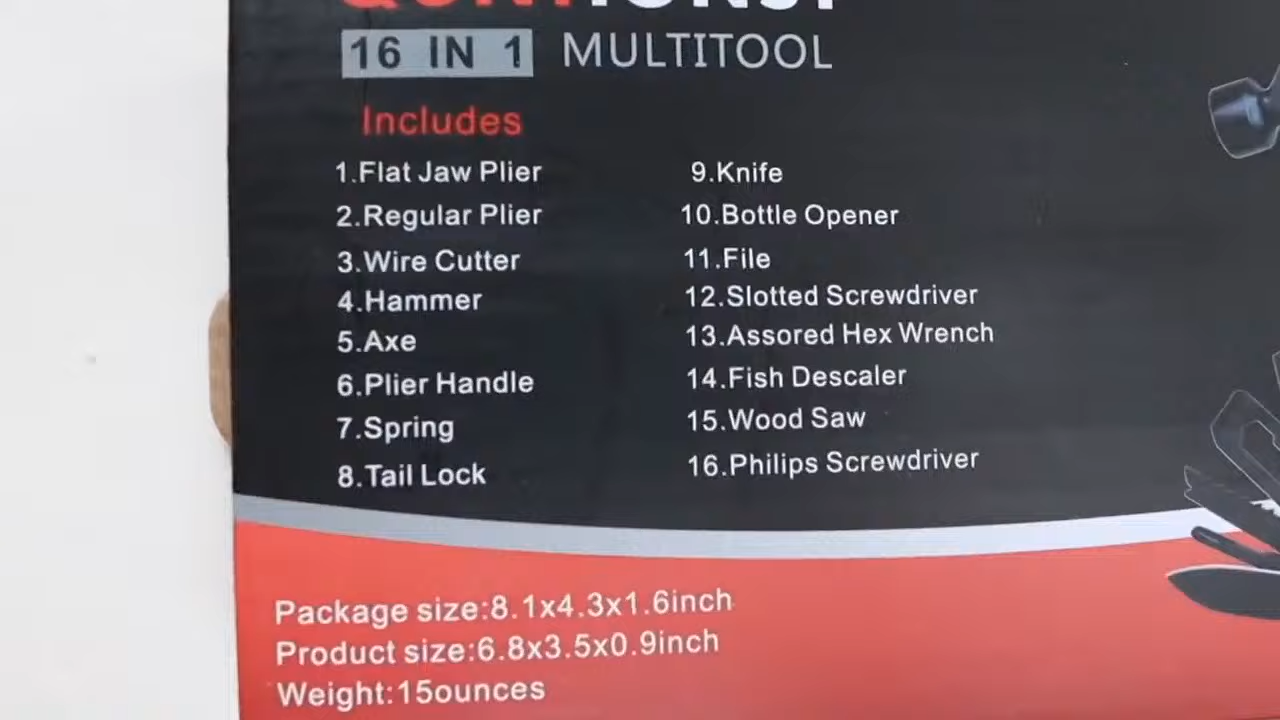 16 IN 1 MULTITOOL
Includes
1.Flat Jaw Plier
2.Regular Plier
3.Wire Cutter
4.Hammer
5.Axe
6.Plier Handle
7.Spring
8.Tail Lock
9.Knife
10.Bottle Opener
11.File
12.Slotted Screwdriver
13.Assored Hex Wrench
14.Fish Descaler
15.Wood Saw
16.Philips Screwdriver
Package size:8.1x4.3x1.6inch
Product size:6.8x3.5x0.9inch
Weight:15ounces